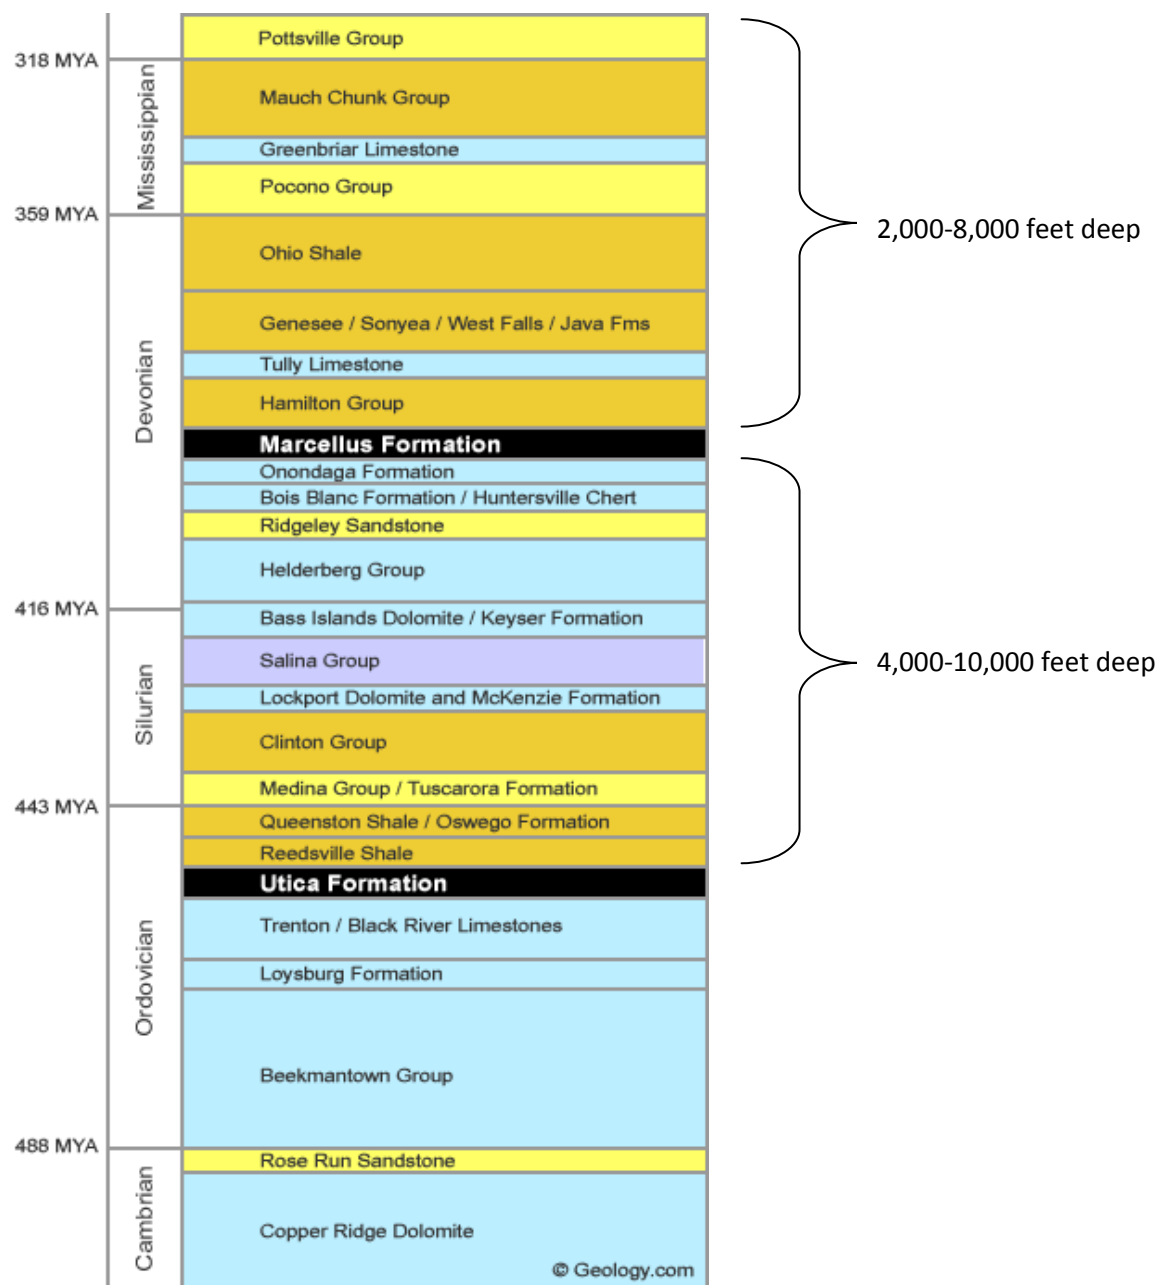 Pottsville Group
318 MYA
Mississippian
Mauch Chunk Group
Greenbriar Limestone
Pocono Group
359 MYA
2,000-8,000 feet deep
Devonian
Ohio Shale
Genesee / Sonyea / West Falls / Java Fms
Tully Limestone
Hamilton Group
Marcellus Formation
Onondaga Formation
Bois Blanc Formation / Huntersville Chert
Ridgeley Sandstone
Helderberg Group
416 MYA
Bass Islands Dolomite / Keyser Formation
Silurian
Salina Group
4,000-10,000 feet deep
Lockport Dolomite and McKenzie Formation
Clinton Group
Medina Group / Tuscarora Formation
443 MYA
Queenston Shale / Oswego Formation
Reedsville Shale
Utica Formation
Ordovician
Trenton / Black River Limestones
Loysburg Formation
Beekmantown Group
488 MYA
Rose Run Sandstone
Cambrian
Copper Ridge Dolomite
© Geology.com